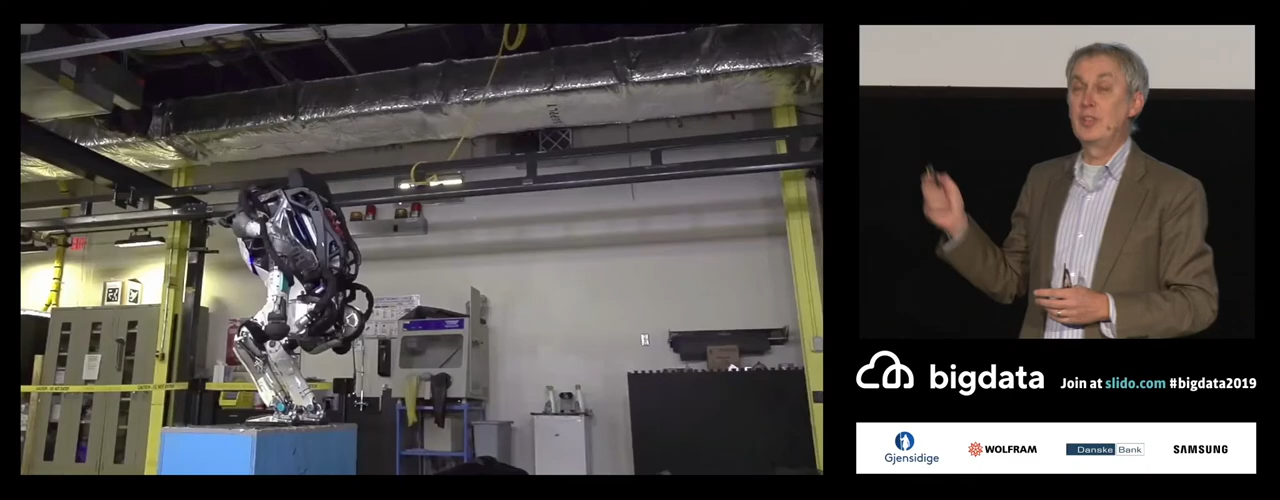 bigdata
Join at slido.com #bigdata2019
Gjensidige
WOLFRAM
Danske Bank
SAMSUNG